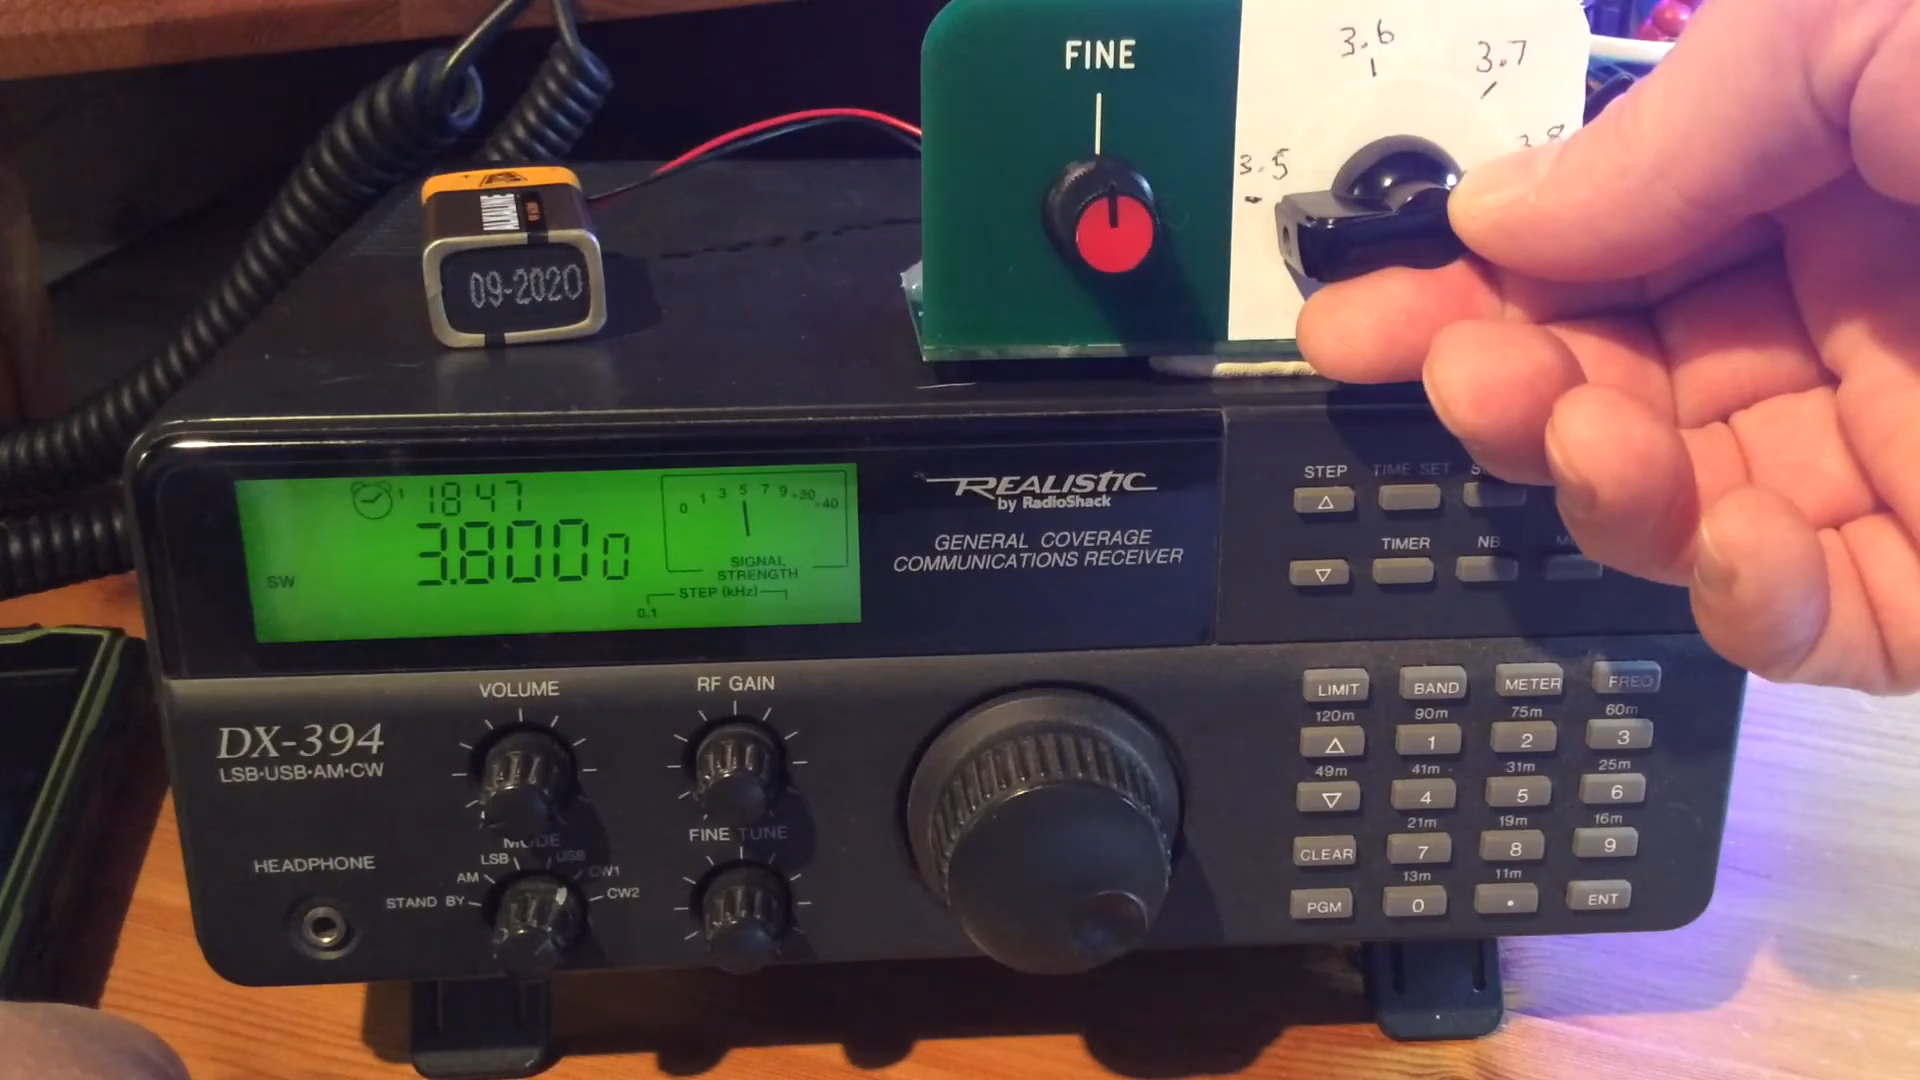 FINE
3.6
3.7
3.5
3.8
ALKALINE
09-2020
18:47
3.8000
SW
0 1 3 5 7 9 +20 +40
SIGNAL
STRENGTH
STEP (kHz)
0.1
REALISTIC
by RadioShack
GENERAL COVERAGE
COMMUNICATIONS RECEIVER
STEP TIME SET
TIMER NB
VOLUME
RF GAIN
DX-394
LSB·USB·AM·CW
MODE
LSB USB
AM CW1
STAND BY CW2
FINE TUNE
HEADPHONE
LIMIT BAND METER FREQ
120m 90m 75m 60m
1 2 3
49m 41m 31m 25m
4 5 6
21m 19m 16m
CLEAR 7 8 9
13m 11m
PGM 0 • ENT